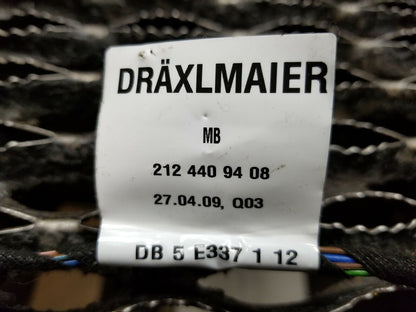 DRÄXLMAIER
MB
212 440 94 08
27.04.09, Q03
DB 5 E337 1 12